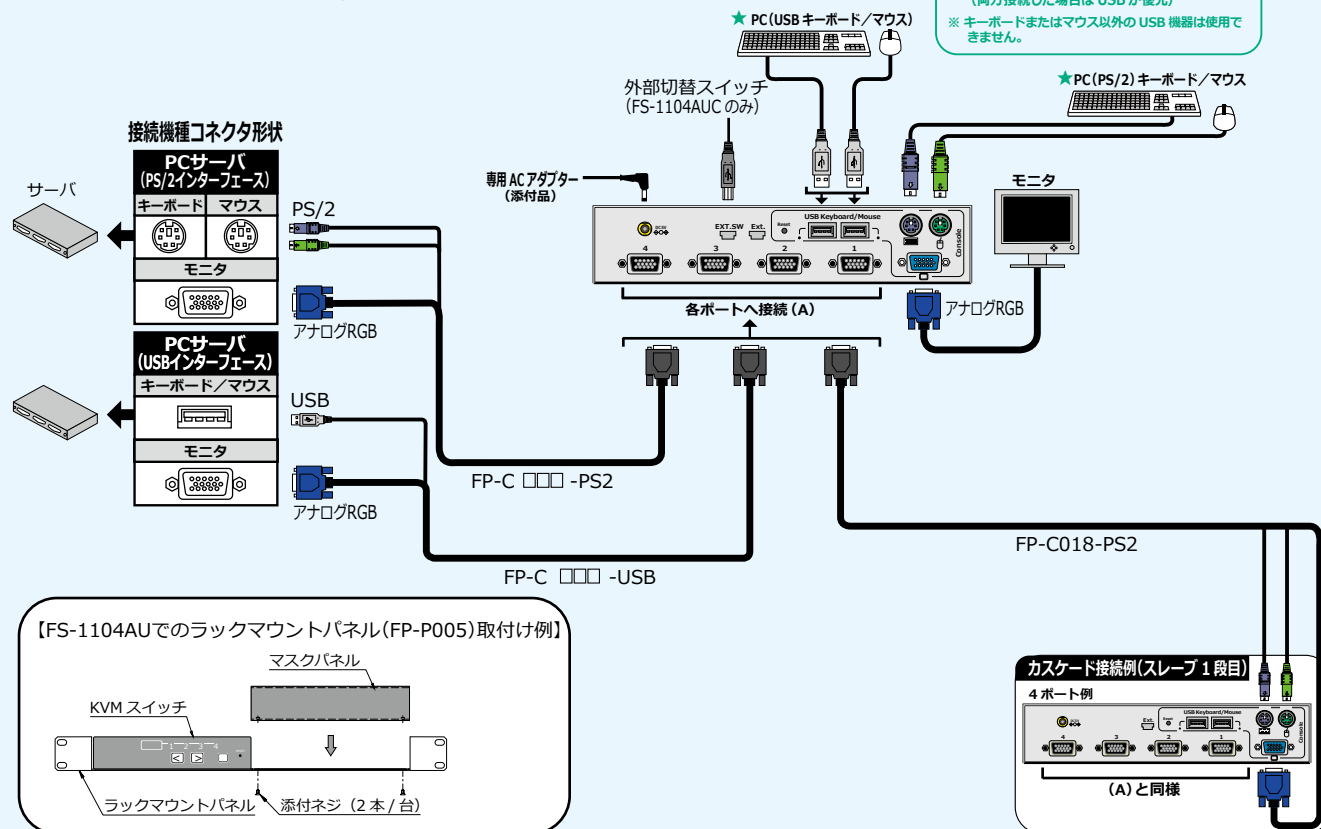 (両方接続した場合は USB が優先)
※ キーボードまたはマウス以外の USB 機器は使用で
きません。
★ PC(USB キーボード／マウス)
★PC(PS/2)キーボード／マウス
外部切替スイッチ
(FS-1104AUC のみ)
専用 AC アダプター
(添付品)
モニタ
接続機種コネクタ形状
サーバ
PCサーバ
(PS/2インターフェース)
キーボード マウス
モニタ
PS/2
アナログRGB
PCサーバ
(USBインターフェース)
キーボード／マウス
モニタ
USB
アナログRGB
EXT.SW Ext. Reset USB Keyboard/Mouse
4 3 2 1
Console
各ポートへ接続 (A)
アナログRGB
FP-C □□□ -PS2
FP-C □□□ -USB
FP-C018-PS2
【FS-1104AUでのラックマウントパネル(FP-P005)取付け例】
マスクパネル
KVM スイッチ
1 2 3 4
< >
ラックマウントパネル
添付ネジ (2 本 / 台)
カスケード接続例(スレーブ 1 段目)
4 ポート例
Ext. Reset USB Keyboard/Mouse
4 3 2 1
Console
(A) と同様